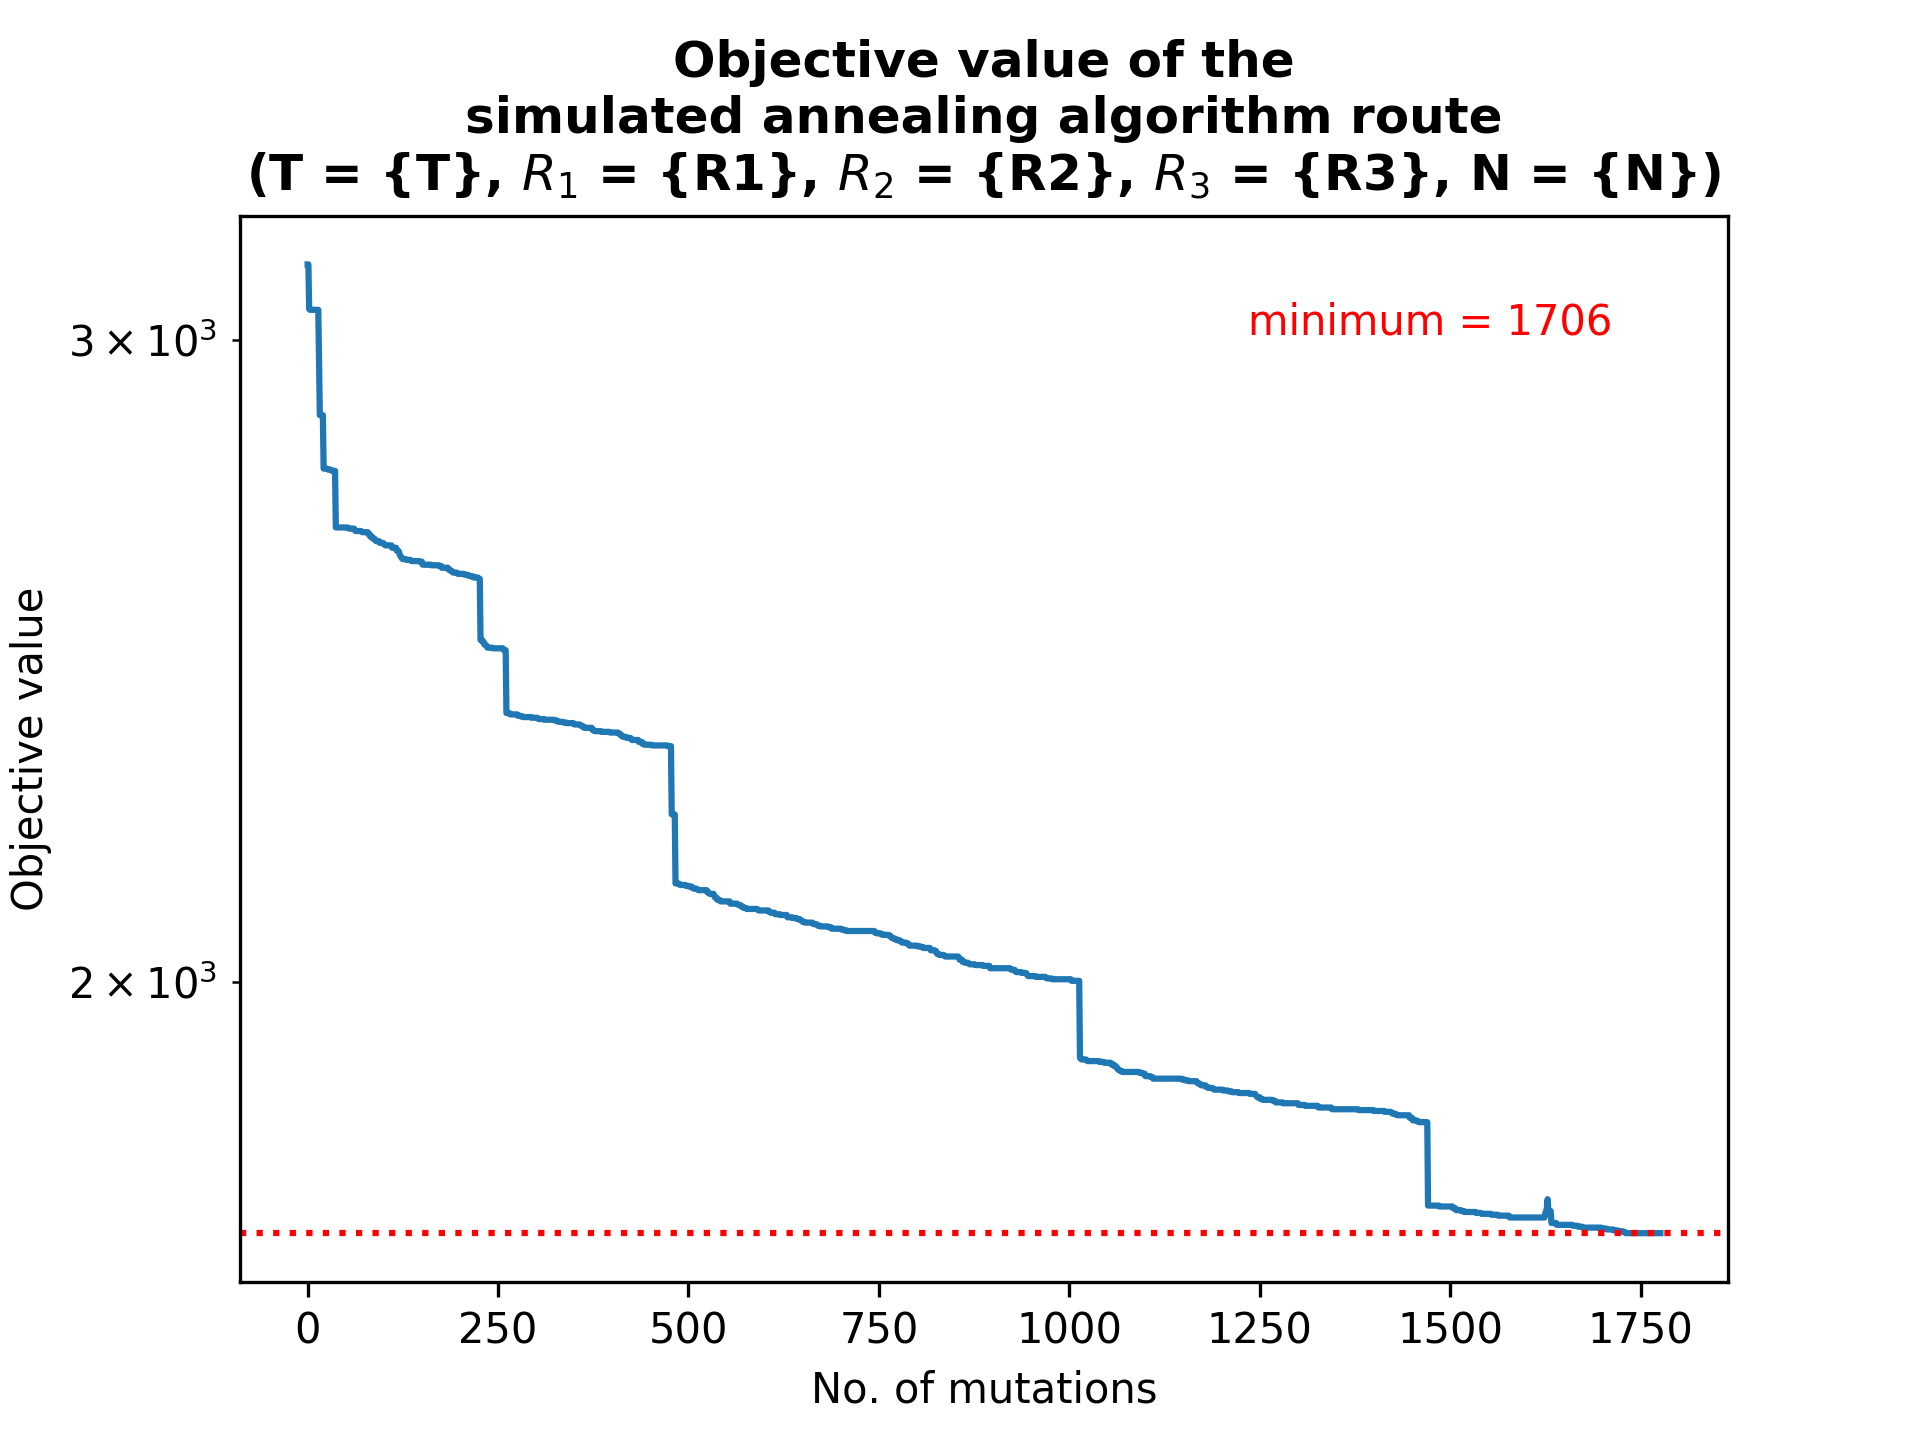 Objective value of the
simulated annealing algorithm route
(T = {T}, R₁ = {R1}, R₂ = {R2}, R₃ = {R3}, N = {N})
minimum = 1706
3 × 10³
2 × 10³
Objective value
0 250 500 750 1000 1250 1500 1750
No. of mutations